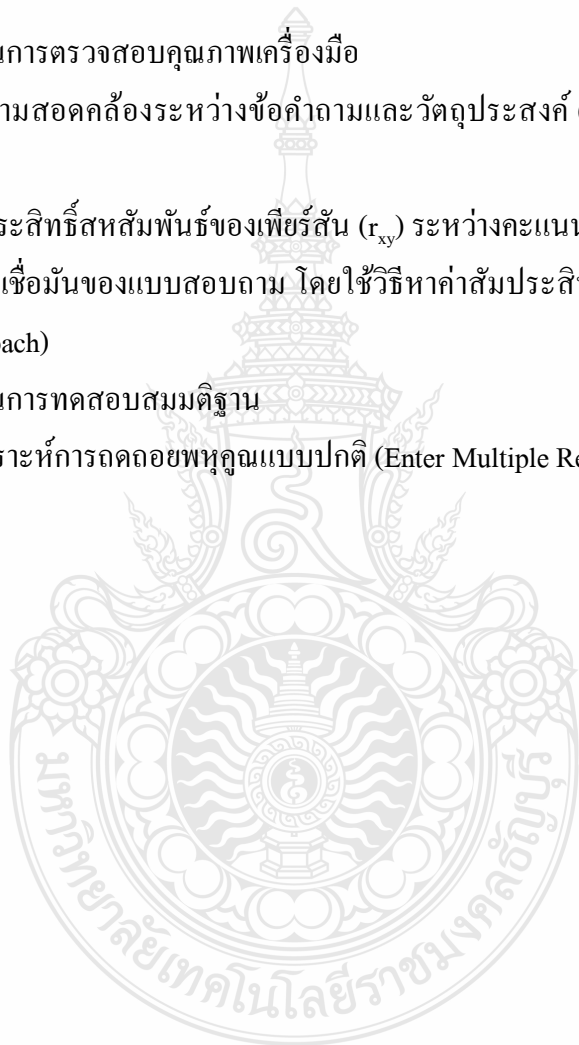 นการตรวจสอบคุณภาพเครื่องมือ
ามสอดคล้องระหว่างข้อคำถามและวัตถุประสงค์ (
ระสิทธิ์สหสัมพันธ์ของเพียร์สัน (rxy) ระหว่างคะแนน
เชื่อมันของแบบสอบถาม โดยใช้วิธีหาค่าสัมประสิท
bach)
นการทดสอบสมมติฐาน
ราะห์การถดถอยพหุคูณแบบปกติ (Enter Multiple Re
มหาวิทยาลัยเทคโนโลยีราชมงคลธัญบุรี